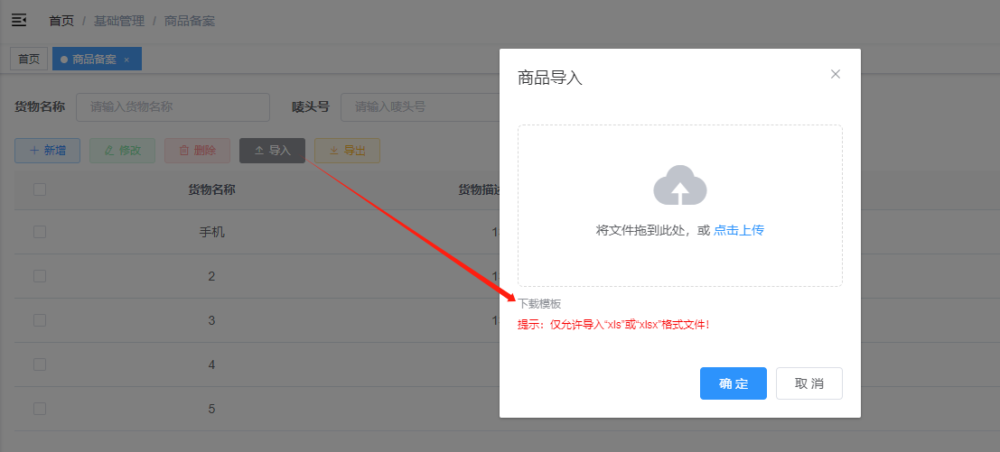 首页 / 基础管理 / 商品备案
首页
商品备案 ×
货物名称 请输入货物名称 唛头号 请输入唛头号
新增 修改 删除 导入 导出
货物名称 货物描
手机 1
2 1
3 1
4
5
商品导入
将文件拖到此处，或 点击上传
下载模板
提示：仅允许导入“xls”或“xlsx”格式文件！
确 定 取 消